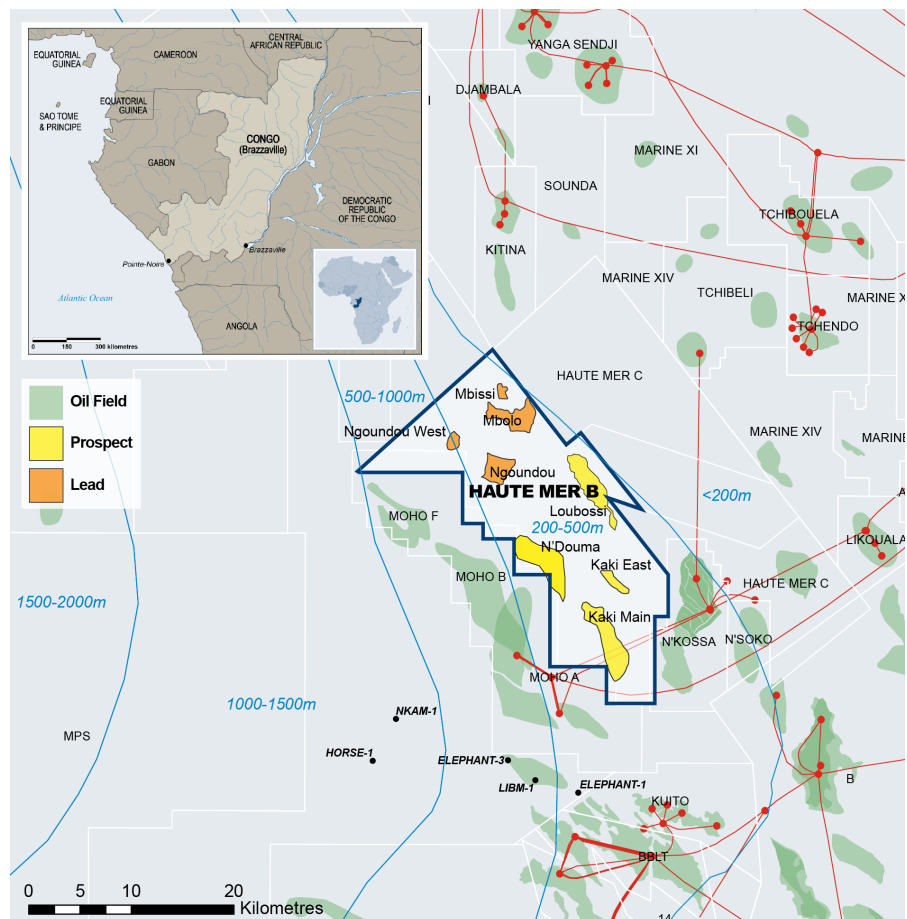 EQUATORIAL
GUINEA
CAMEROON
CENTRAL
AFRICAN REPUBLIC
SAO TOME
& PRINCIPE
EQUATORIAL
GUINEA
CONGO
(Brazzaville)
GABON
DEMOCRATIC
REPUBLIC
OF THE CONGO
Brazzaville
Pointe-Noire
Atlantic Ocean
ANGOLA
0 150 300 kilometres
YANGA SENDJI
DJAMBALA
MARINE XI
SOUNDA
TCHIBOUELA
KITINA
MARINE XIV
TCHIBELI
MARINE X
TCHENDO
HAUTE MER C
Oil Field
Prospect
Lead
500-1000m
Mbissi
Mbolo
Ngoundou West
Ngoundou
HAUTE MER B
Loubossi
200-500m
MARINE XIV
MARINE
<200m
A
MOHO F
N'Douma
LIKOUALA
MOHO B
Kaki East
HAUTE MER C
1500-2000m
Kaki Main
N'KOSSA
N'SOKO
MOHO A
1000-1500m
NKAM-1
MPS
HORSE-1
ELEPHANT-3
LIBM-1
ELEPHANT-1
B
KUITO
BBLT
14
0 5 10 20
Kilometres